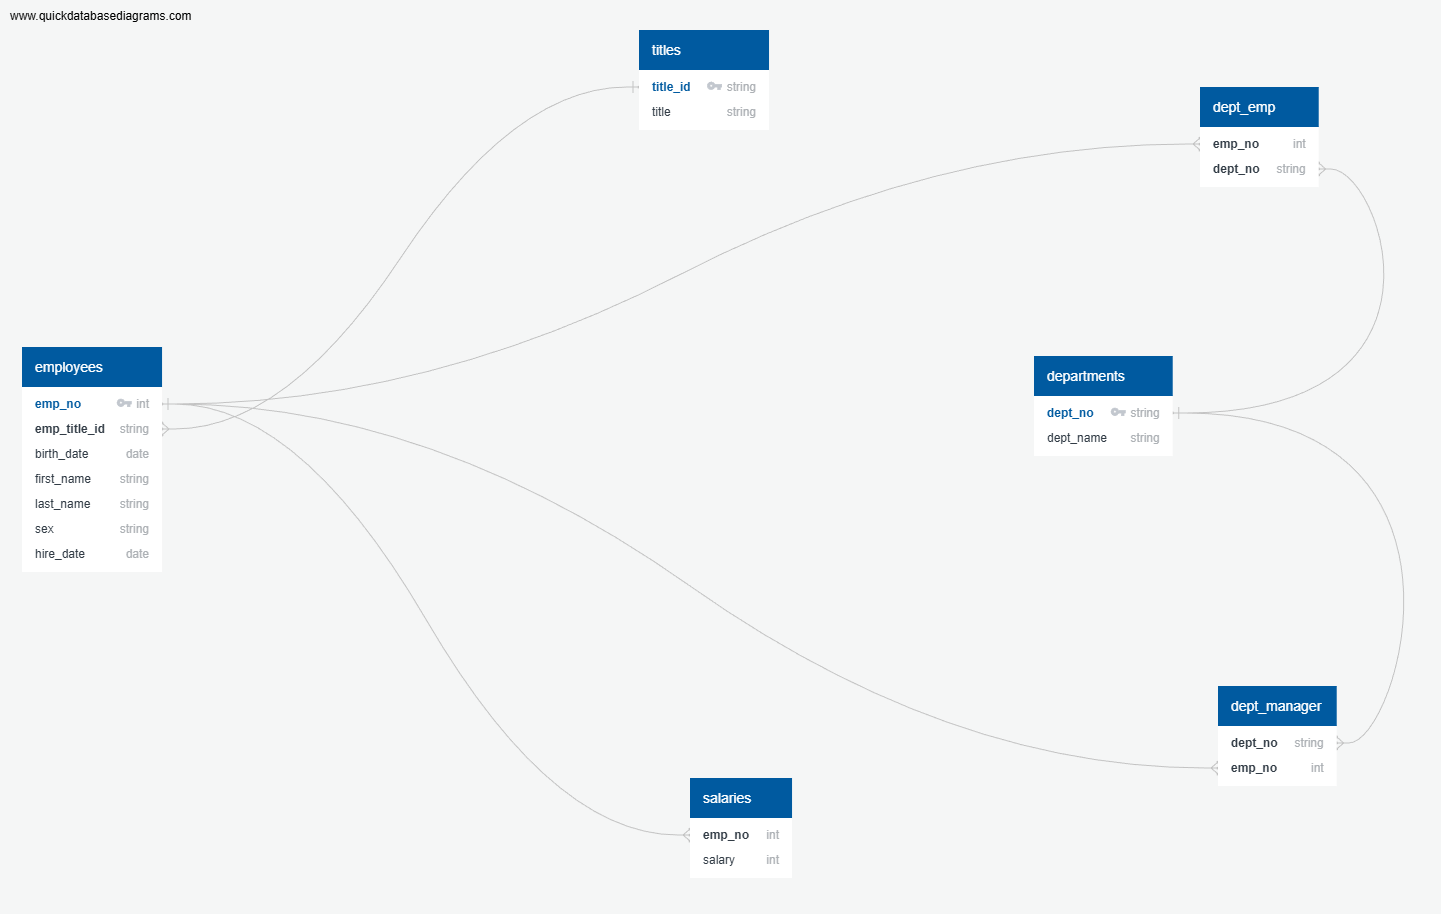 www.quickdatabasediagrams.com
titles
title_id string
title string
dept_emp
emp_no int
dept_no string
employees
emp_no int
emp_title_id string
birth_date date
first_name string
last_name string
sex string
hire_date date
departments
dept_no string
dept_name string
dept_manager
dept_no string
emp_no int
salaries
emp_no int
salary int